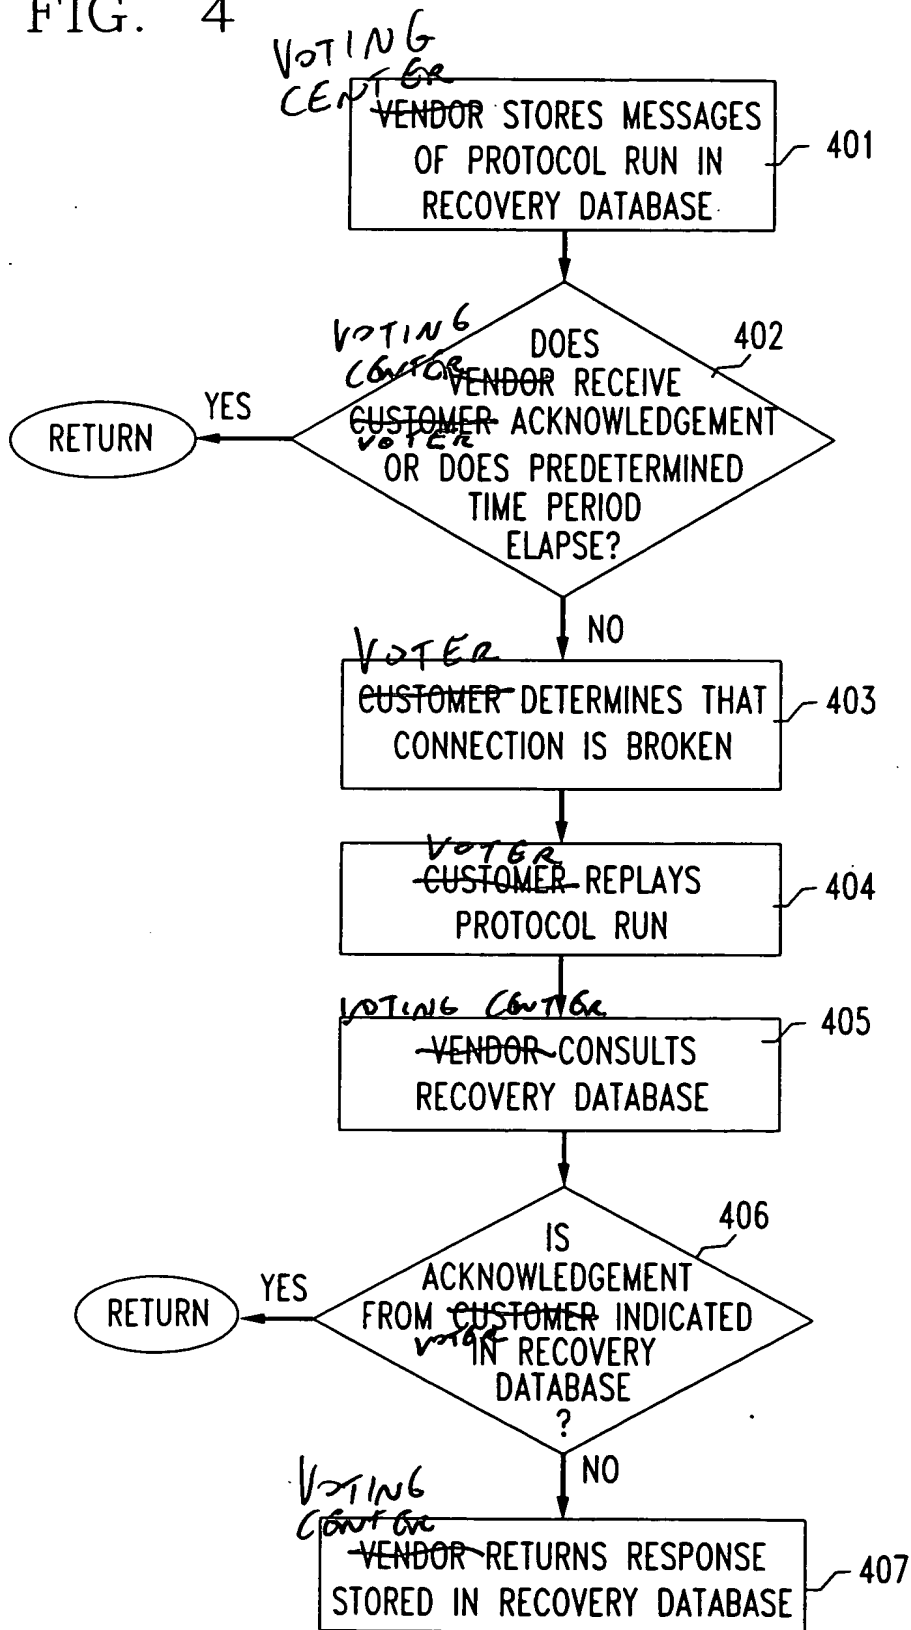 FIG. 4
VOTING
CENTER
VENDOR STORES MESSAGES
OF PROTOCOL RUN IN
RECOVERY DATABASE
401
VOTING
CENTER
DOES
VENDOR RECEIVE
CUSTOMER ACKNOWLEDGEMENT
VOTER
OR DOES PREDETERMINED
TIME PERIOD
ELAPSE?
402
YES
RETURN
NO
VOTER
CUSTOMER DETERMINES THAT
CONNECTION IS BROKEN
403
VOTER
CUSTOMER REPLAYS
PROTOCOL RUN
404
VOTING CENTER
VENDOR CONSULTS
RECOVERY DATABASE
405
IS
ACKNOWLEDGEMENT
FROM CUSTOMER INDICATED
VOTER
IN RECOVERY
DATABASE
?
406
YES
RETURN
NO
VOTING
CENTER
VENDOR RETURNS RESPONSE
STORED IN RECOVERY DATABASE
407